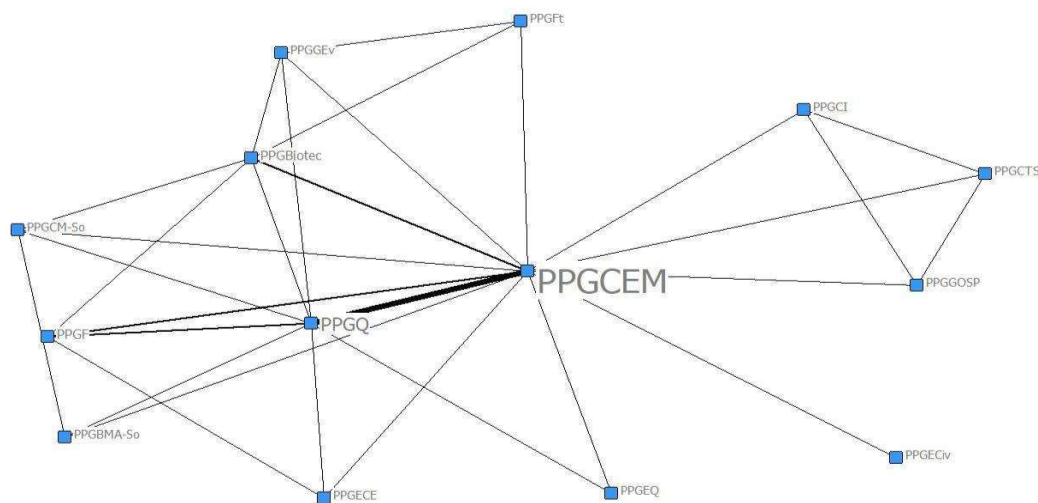 PPGFt
PPGGEv
PPGCI
PPGBiotec
PPGCTS
PPGCM-So
PPGCEM
PPGGOSP
PPGQ
PPGF
PPGBMA-So
PPGECiv
PPGEQ
PPGECE